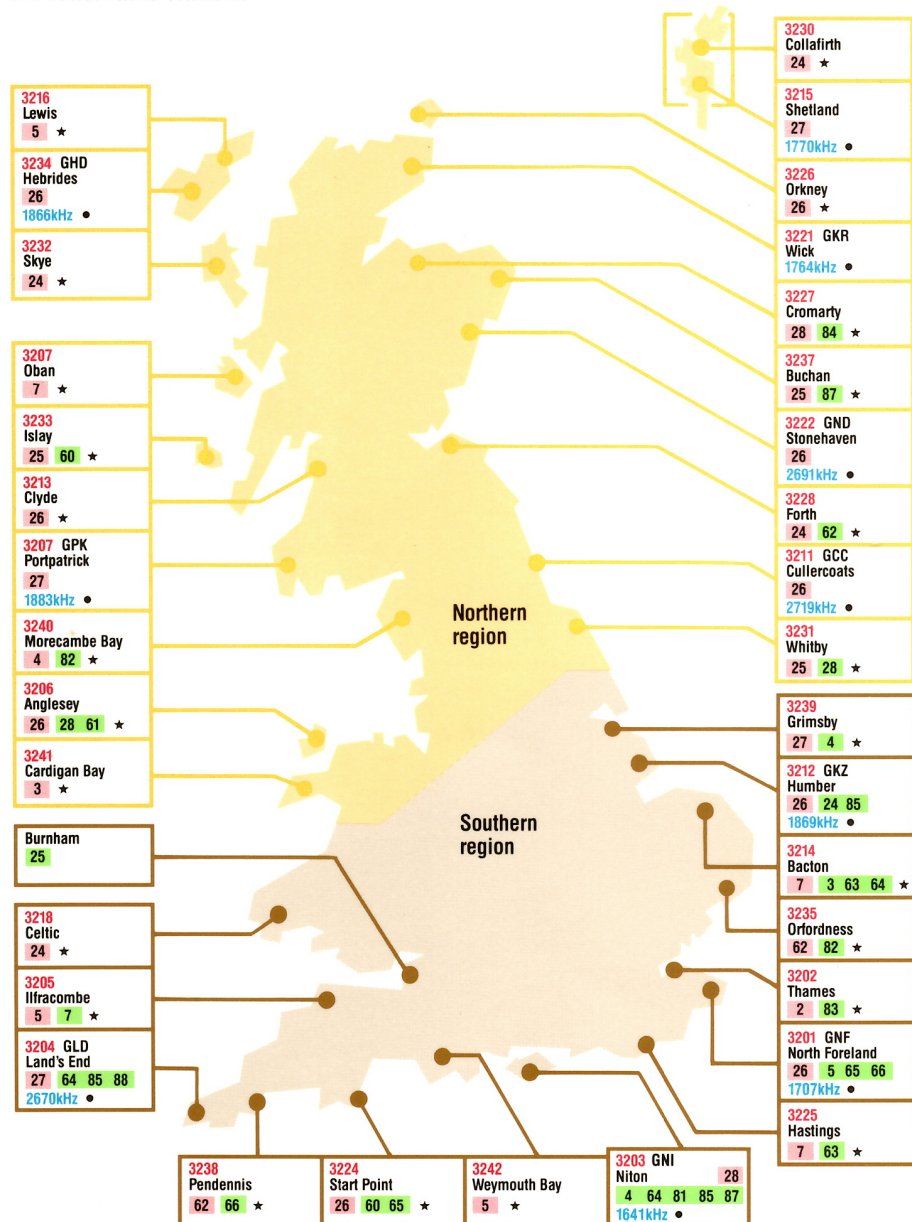 3216
Lewis
5 ★
3234 GHD
Hebrides
26
1866kHz ●
3232
Skye
24 ★
3207
Oban
7 ★
3233
Islay
25 60 ★
3213
Clyde
26 ★
3207 GPK
Portpatrick
27
1883kHz ●
3240
Morecambe Bay
4 82 ★
3206
Anglesey
26 28 61 ★
3241
Cardigan Bay
3 ★
Burnham
25
3218
Celtic
24 ★
3205
Ilfracombe
5 7 ★
3204 GLD
Land's End
27 64 85 88
2670kHz ●
Northern
region
Southern
region
3230
Collafirth
24 ★
3215
Shetland
27
1770kHz ●
3226
Orkney
26 ★
3221 GKR
Wick
1764kHz ●
3227
Cromarty
28 84 ★
3237
Buchan
25 87 ★
3222 GND
Stonehaven
26
2691kHz ●
3228
Forth
24 62 ★
3211 GCC
Cullercoats
26
2719kHz ●
3231
Whitby
25 28 ★
3239
Grimsby
27 4 ★
3212 GKZ
Humber
26 24 85
1869kHz ●
3214
Bacton
7 3 63 64 ★
3235
Orfordness
62 82 ★
3202
Thames
2 83 ★
3201 GNF
North Foreland
26 5 65 66
1707kHz ●
3225
Hastings
7 63 ★
3238
Pendennis
62 66 ★
3224
Start Point
26 60 65 ★
3242
Weymouth Bay
5 ★
3203 GNI
Niton 28
4 64 81 85 87
1641kHz ●